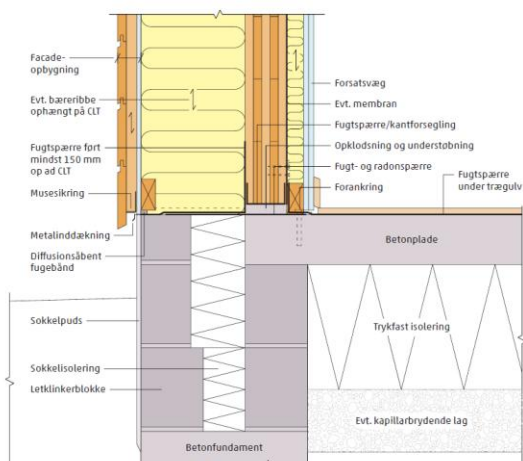 Facade-
opbygning
Evt. bæreribbe
ophængt på CLT
Fugtspærre ført
mindst 150 mm
op ad CLT
Musesikring
Metalinddækning
Diffusionsåbent
fugebånd
Sokkelpuds
Sokkelisolering
Letklinkerblokke
Betonfundament
Forsatsvæg
Evt. membran
Fugtspærre/kantforsegling
Opklodsning og understøbning
Fugt- og radonspærre
Forankring
Fugtspærre
under trægulv
Betonplade
Trykfast isolering
Evt. kapillarbrydende lag